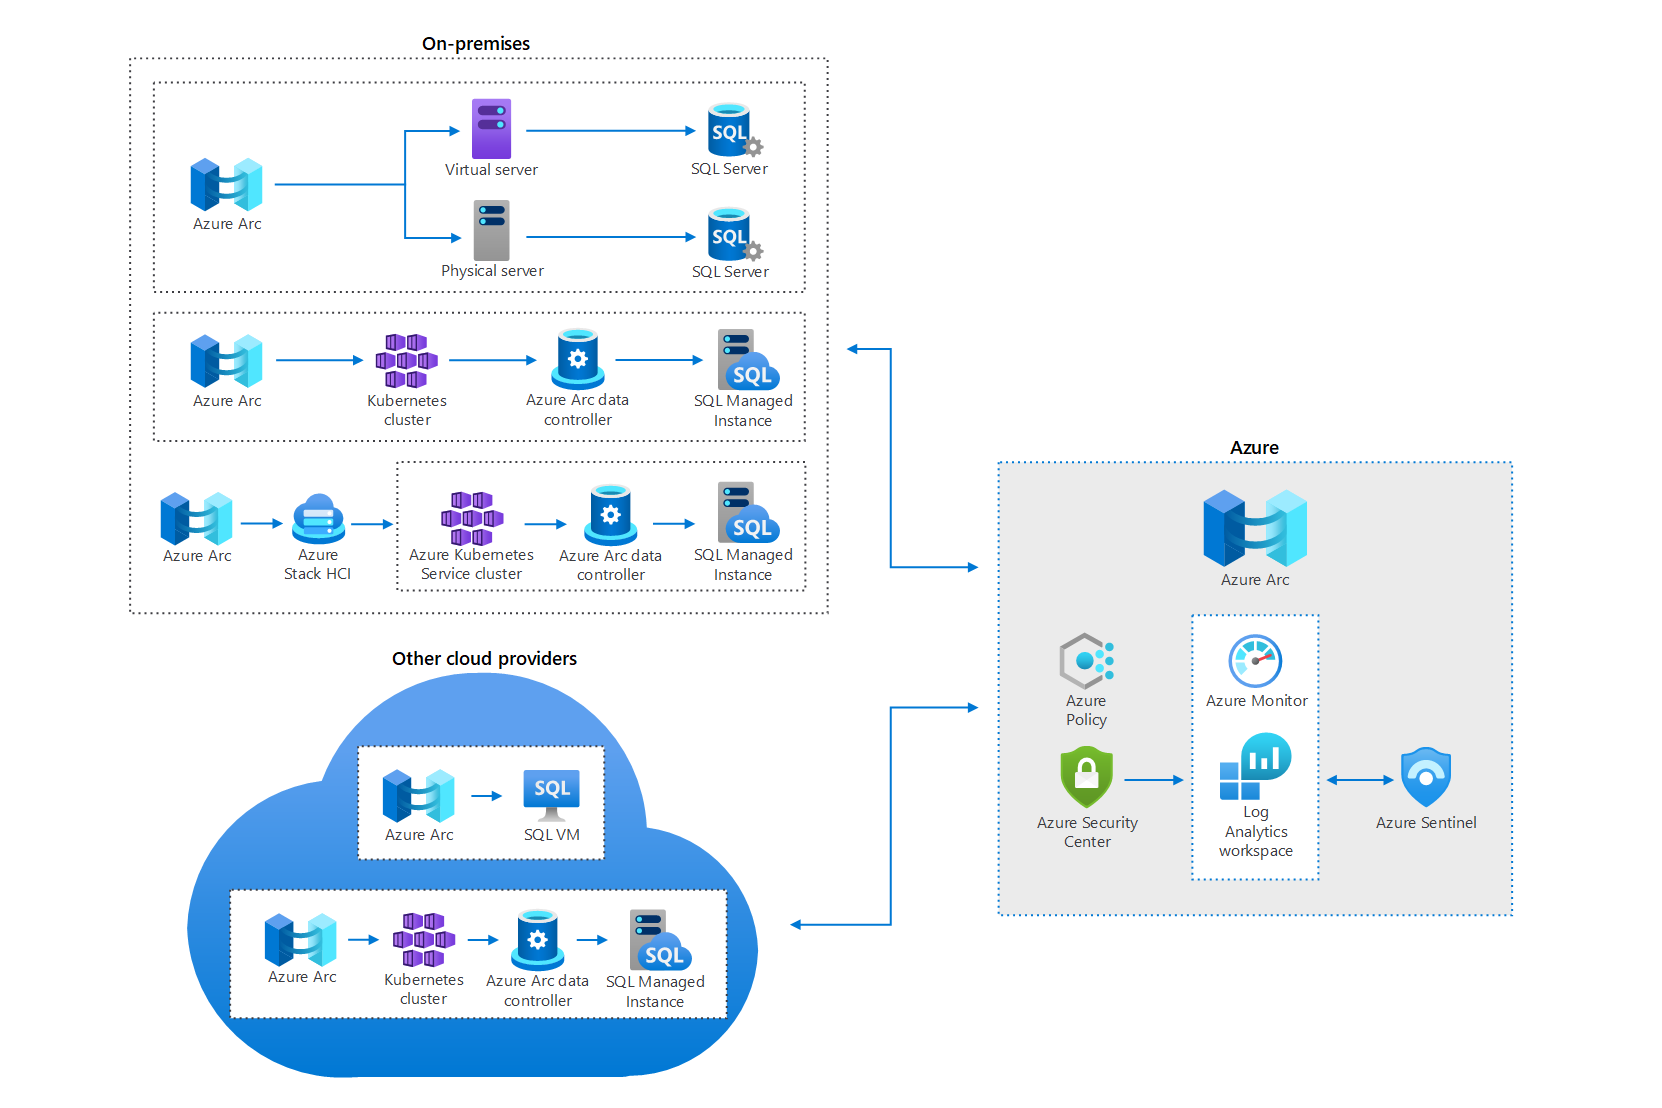 On-premises
Virtual server
SQL
SQL Server
Azure Arc
Physical server
SQL
SQL Server
Azure Arc
Kubernetes
cluster
Azure Arc data
controller
SQL
SQL Managed
Instance
Azure Arc
Azure
Stack HCI
Azure Kubernetes
Service cluster
Azure Arc data
controller
SQL
SQL Managed
Instance
Other cloud providers
Azure Arc
SQL
SQL VM
Azure Arc
Kubernetes
cluster
Azure Arc data
controller
SQL
SQL Managed
Instance
Azure
Azure Arc
Azure
Policy
Azure Monitor
Azure Security
Center
Log
Analytics
workspace
Azure Sentinel